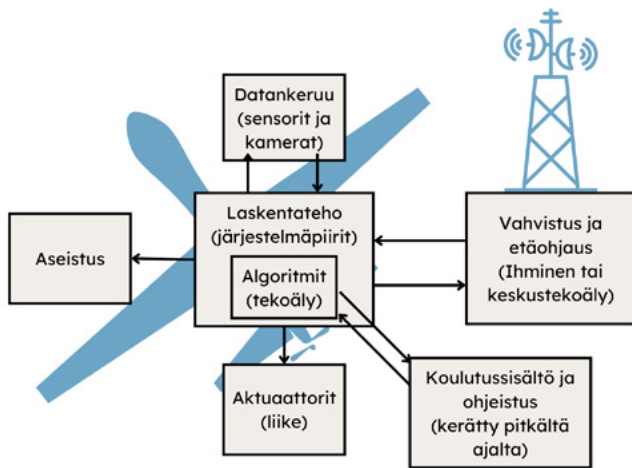 Datankeruu
(sensorit ja
kamerat)
Laskentateho
(järjestelmäpiirit)
Algoritmit
(tekoäly)
Aseistus
Vahvistus ja
etäohjaus
(Ihminen tai
keskustekoäly)
Aktuaattorit
(liike)
Koulutussisältö ja
ohjeistus
(kerätty pitkältä
ajalta)